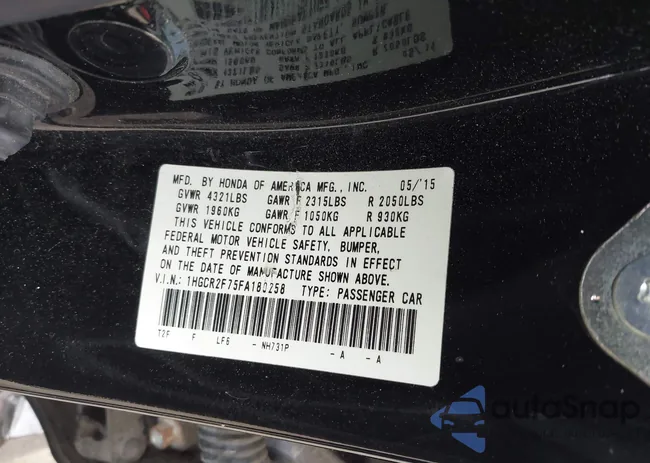 MFD. BY HONDA OF AMERICA MFG., INC. 05/'15
GVWR 4321LBS GAWR F 2315LBS R 2050LBS
GVWR 1960KG GAWR F 1050KG R 930KG
THIS VEHICLE CONFORMS TO ALL APPLICABLE
FEDERAL MOTOR VEHICLE SAFETY, BUMPER,
AND THEFT PREVENTION STANDARDS IN EFFECT
ON THE DATE OF MANUFACTURE SHOWN ABOVE.
V.I.N.: 1HGCR2F75FA180258 TYPE: PASSENGER CAR
T2F F LF6 - NH731P - A - A
autoSnap